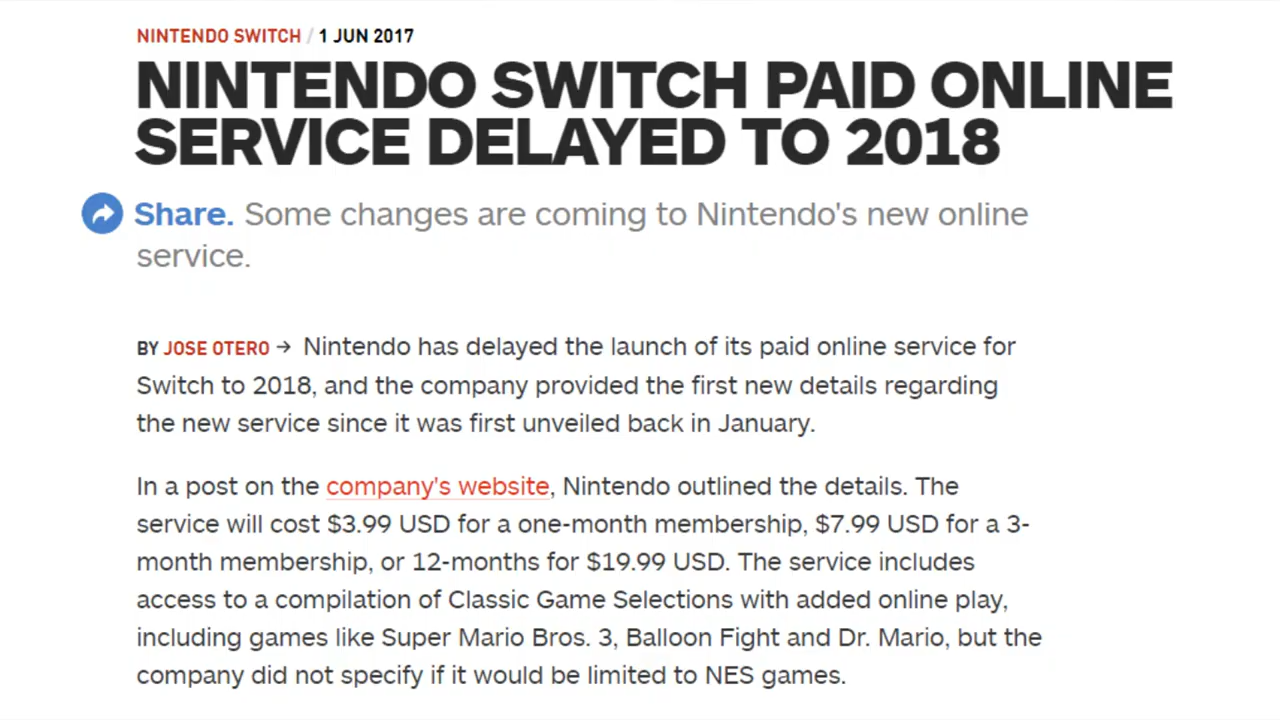 NINTENDO SWITCH / 1 JUN 2017
NINTENDO SWITCH PAID ONLINE
SERVICE DELAYED TO 2018
Share. Some changes are coming to Nintendo's new online
service.
BY JOSE OTERO → Nintendo has delayed the launch of its paid online service for
Switch to 2018, and the company provided the first new details regarding
the new service since it was first unveiled back in January.
In a post on the company's website, Nintendo outlined the details. The
service will cost $3.99 USD for a one-month membership, $7.99 USD for a 3-
month membership, or 12-months for $19.99 USD. The service includes
access to a compilation of Classic Game Selections with added online play,
including games like Super Mario Bros. 3, Balloon Fight and Dr. Mario, but the
company did not specify if it would be limited to NES games.